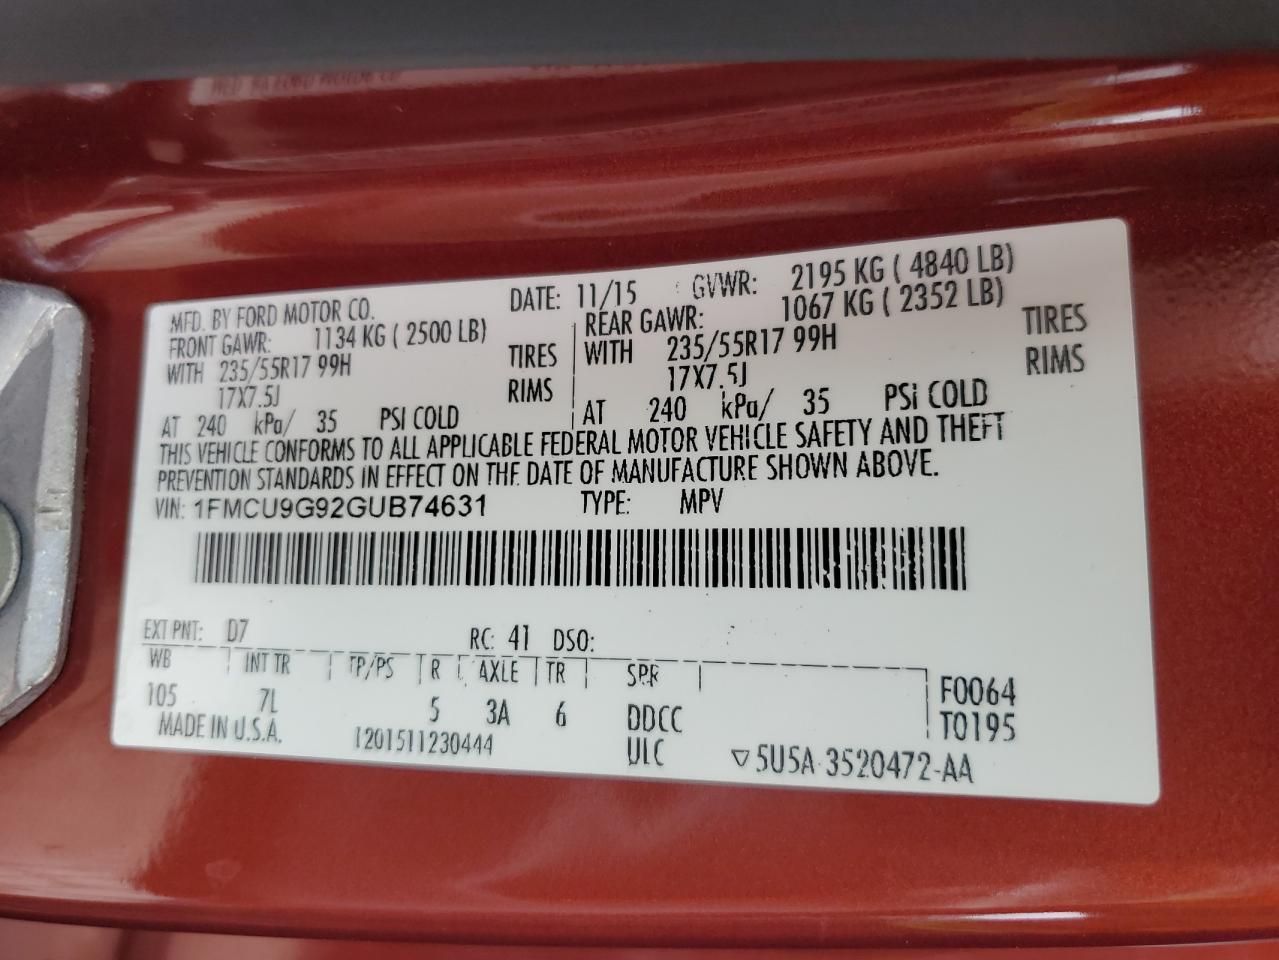 MFD. BY FORD MOTOR CO.
DATE: 11/15 GVWR: 2195 KG ( 4840 LB)
FRONT GAWR: 1134 KG ( 2500 LB)
WITH 235/55R17 99H TIRES
17X7.5J RIMS
AT 240 kPa/ 35 PSI COLD
REAR GAWR: 1067 KG ( 2352 LB)
WITH 235/55R17 99H TIRES
17X7.5J RIMS
AT 240 kPa/ 35 PSi COLD
THIS VEHICLE CONFORMS TO ALL APPLICABLE FEDERAL MOTOR VEHICLE SAFETY AND THEFT
PREVENTION STANDARDS IN EFFECT ON THE DATE OF MANUFACTURE SHOWN ABOVE.
VIN: 1FMCU9G92GUB74631 TYPE: MPV
EXT PNT: D7 RC: 41 DSO:
WB INT TR TP/PS R AXLE TR SPR
105 7L 5 3A 6 DDCC F0064
MADE IN U.S.A. ULC T0195
5U5A-3520472-AA